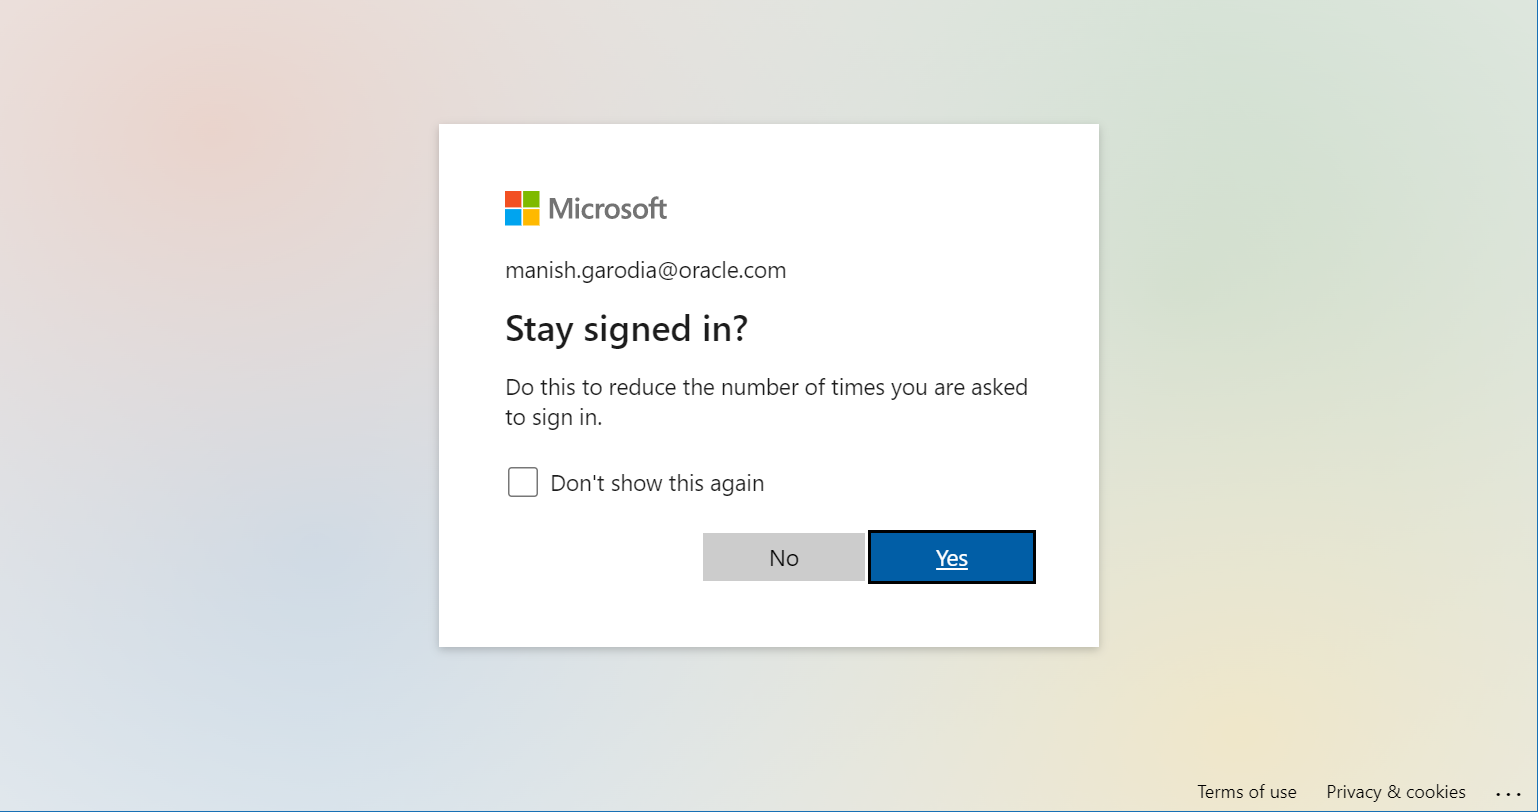 Microsoft
manish.garodia@oracle.com
Stay signed in?
Do this to reduce the number of times you are asked
to sign in.
Don't show this again
No
Yes
Terms of use
Privacy & cookies
...